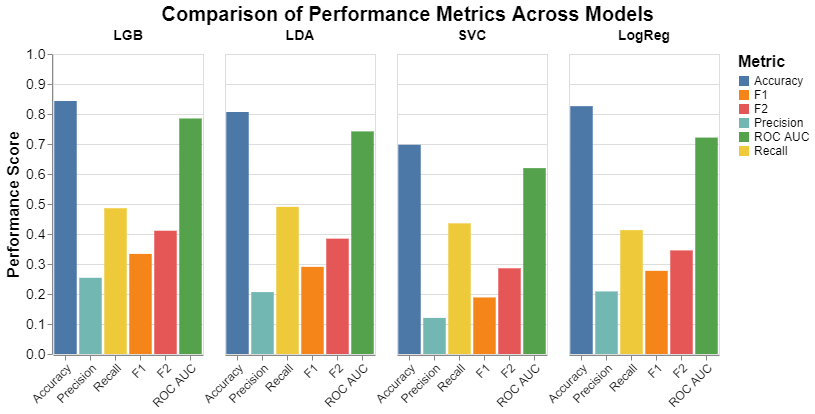 Comparison of Performance Metrics Across Models
LGB
LDA
SVC
LogReg
Performance Score
1.0
0.9
0.8
0.7
0.6
0.5
0.4
0.3
0.2
0.1
0.0
Accuracy
Precision
Recall
F1
F2
ROC AUC
Accuracy
Precision
Recall
F1
F2
ROC AUC
Accuracy
Precision
Recall
F1
F2
ROC AUC
Accuracy
Precision
Recall
F1
F2
ROC AUC
Metric
Accuracy
F1
F2
Precision
ROC AUC
Recall